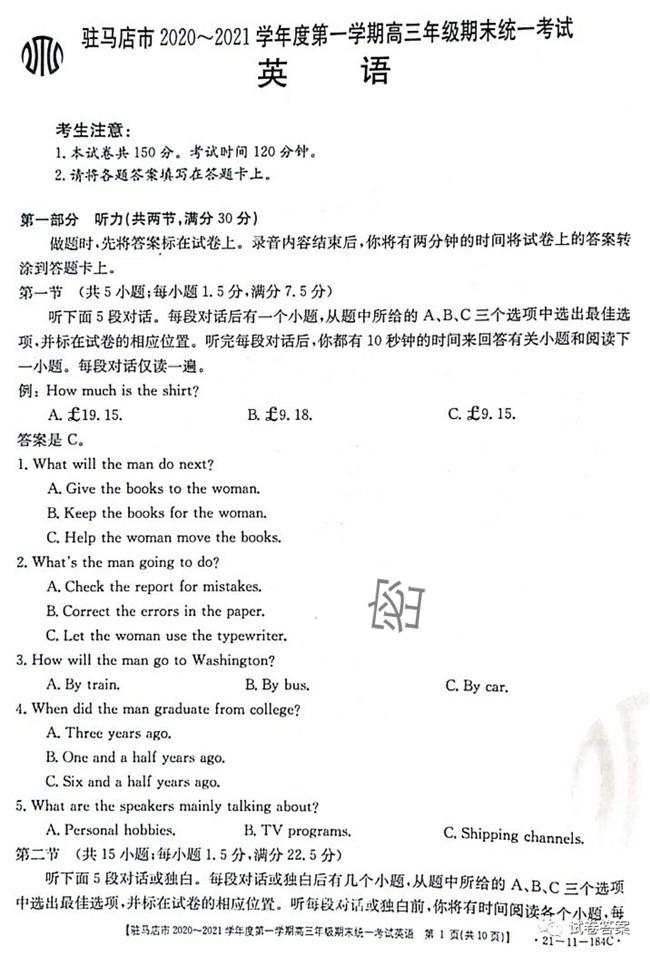 驻马店市 2020～2021 学年度第一学期高三年级期末统一考试
英 语
考生注意:
1. 本试卷共 150 分。考试时间 120 分钟。
2. 请将各题答案填写在答题卡上。
第一部分 听力(共两节,满分 30 分)
做题时,先将答案标在试卷上。录音内容结束后,你将有两分钟的时间将试卷上的答案转
涂到答题卡上。
第一节 (共 5 小题;每小题 1.5 分,满分 7.5 分)
听下面 5 段对话。每段对话后有一个小题,从题中所给的 A、B、C 三个选项中选出最佳选
项,并标在试卷的相应位置。听完每段对话后,你都有 10 秒钟的时间来回答有关小题和阅读下
一小题。每段对话仅读一遍。
例: How much is the shirt?
A. £19.15. B. £9.18. C. £9.15.
答案是 C。
1. What will the man do next?
A. Give the books to the woman.
B. Keep the books for the woman.
C. Help the woman move the books.
2. What's the man going to do?
A. Check the report for mistakes.
B. Correct the errors in the paper.
C. Let the woman use the typewriter.
3. How will the man go to Washington?
A. By train. B. By bus. C. By car.
4. When did the man graduate from college?
A. Three years ago.
B. One and a half years ago.
C. Six and a half years ago.
5. What are the speakers mainly talking about?
A. Personal hobbies. B. TV programs. C. Shipping channels.
第二节 (共 15 小题;每小题 1.5 分,满分 22.5 分)
听下面 5 段对话或独白。每段对话或独白后有几个小题,从题中所给的 A、B、C 三个选项
中选出最佳选项,并标在试卷的相应位置。听每段对话或独白前,你将有时间阅读各个小题,每
【驻马店市 2020～2021 学年度第一学期高三年级期末统一考试英语 第 1 页(共 10 页)】
·21-11-184C·
试卷答案